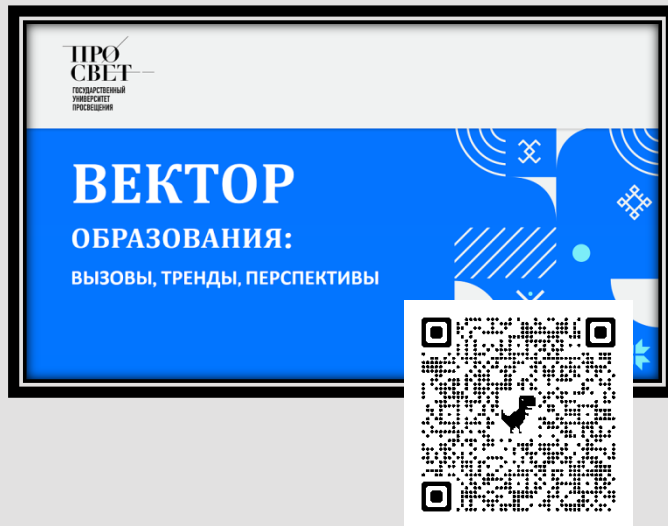 ПРО
СВЕТ
ГОСУДАРСТВЕННЫЙ
УНИВЕРСИТЕТ
ПРОСВЕЩЕНИЯ
ВЕКТОР
ОБРАЗОВАНИЯ:
ВЫЗОВЫ, ТРЕНДЫ, ПЕРСПЕКТИВЫ